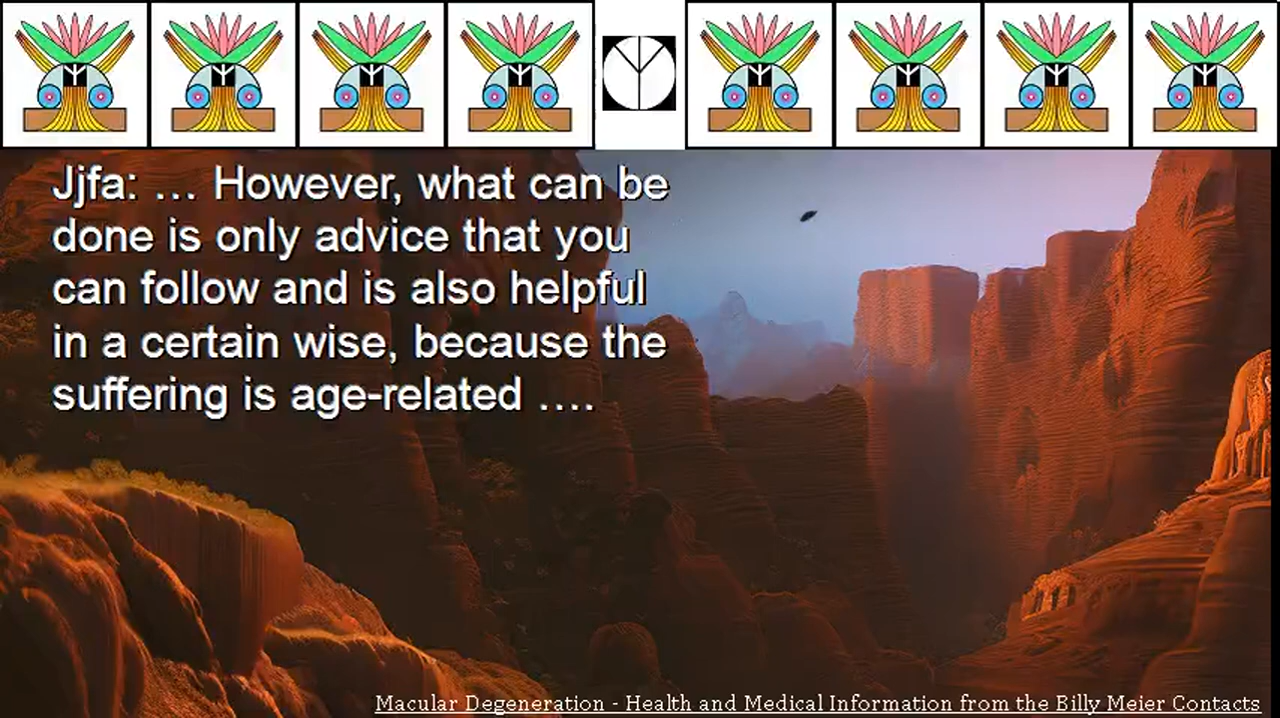 Jjfa: … However, what can be
done is only advice that you
can follow and is also helpful
in a certain wise, because the
suffering is age-related ….
Macular Degeneration - Health and Medical Information from the Billy Meier Contacts